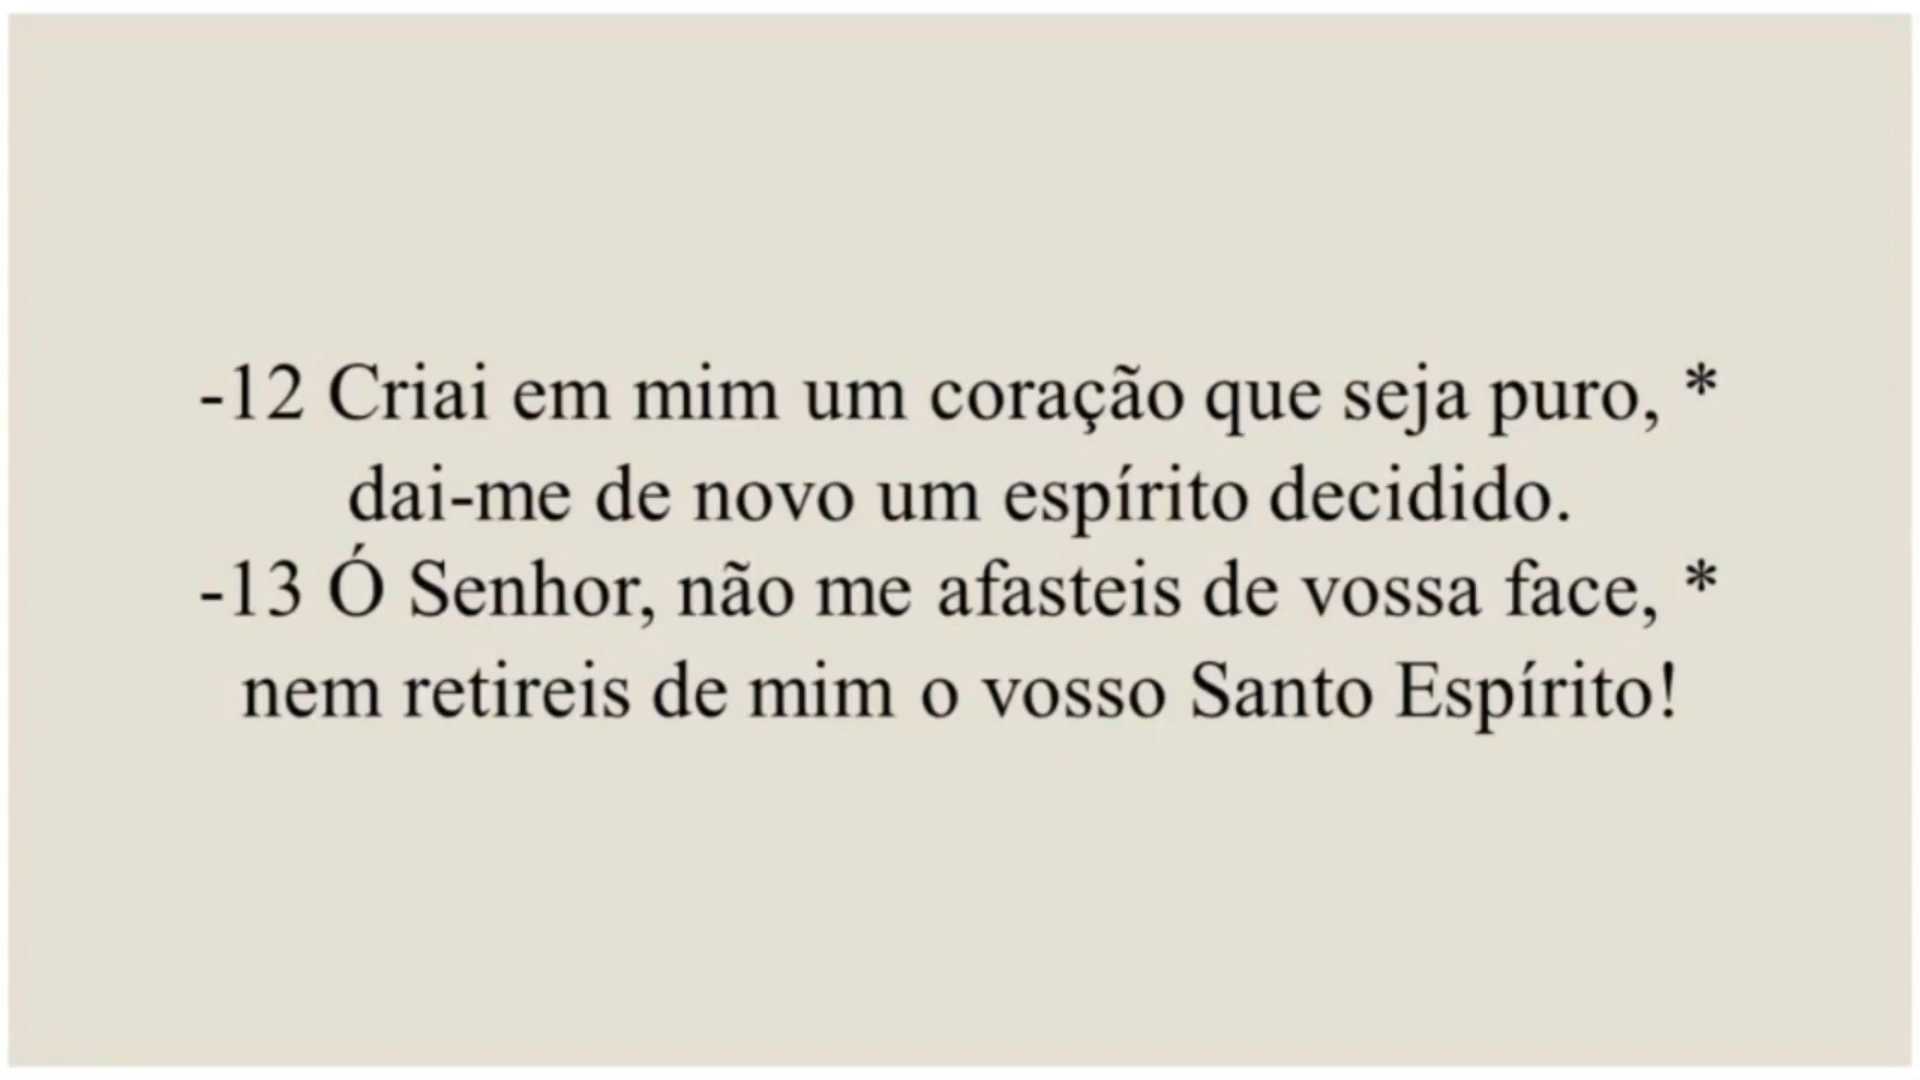 -12 Criai em mim um coração que seja puro, *
dai-me de novo um espírito decidido.
-13 Ó Senhor, não me afasteis de vossa face, *
nem retireis de mim o vosso Santo Espírito!